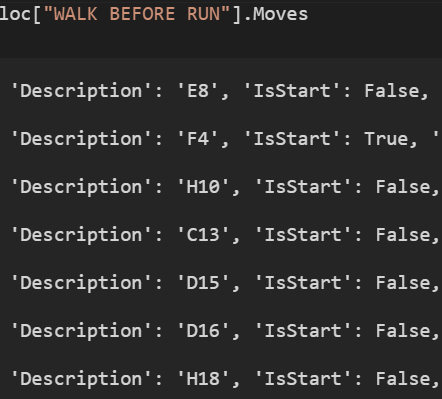 loc["WALK BEFORE RUN"].Moves
'Description': 'E8', 'IsStart': False,
'Description': 'F4', 'IsStart': True, '
'Description': 'H10', 'IsStart': False,
'Description': 'C13', 'IsStart': False,
'Description': 'D15', 'IsStart': False,
'Description': 'D16', 'IsStart': False,
'Description': 'H18', 'IsStart': False,